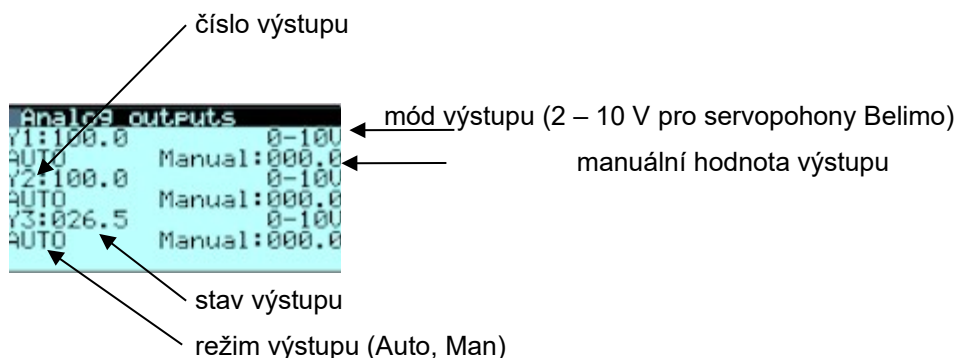 číslo výstupu
Analog outputs
Y1:100.0 0-10V
mód výstupu (2 – 10 V pro servopohony Belimo)
AUTO Manual:000.0
manuální hodnota výstupu
Y2:100.0 0-10V
AUTO Manual:000.0
Y3:026.5 0-10V
AUTO Manual:000.0
stav výstupu
režim výstupu (Auto, Man)